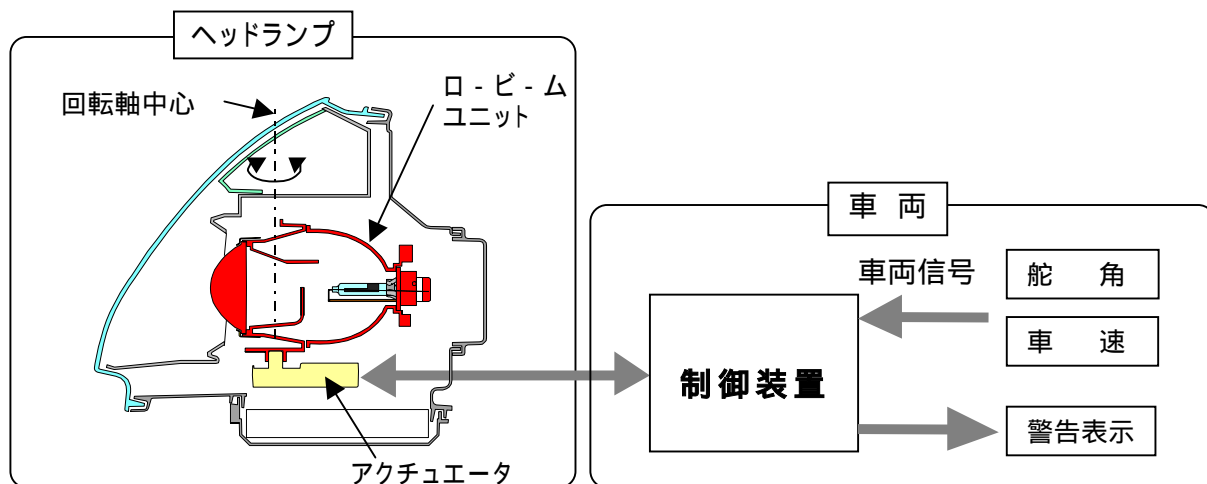 ヘッドランプ
回転軸中心
ロ - ビ - ム
ユニット
アクチュエータ
車 両
車両信号
舵 角
車 速
制御装置
警告表示